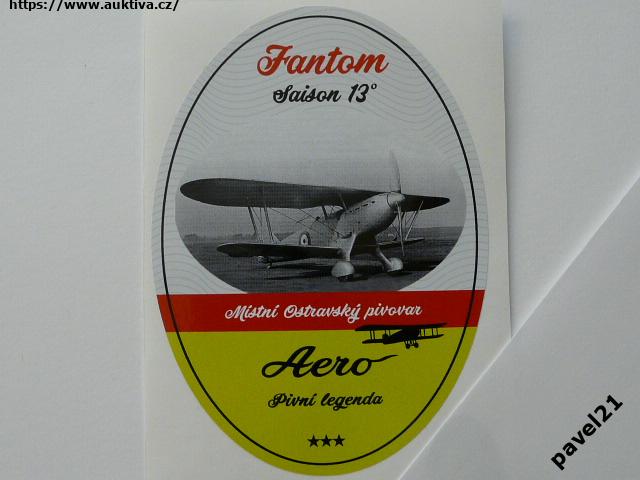 https://www.auktiva.cz/
Fantom
Saison 13°
Místní Ostravský pivovar
Aero
Pivní legenda
pavel21